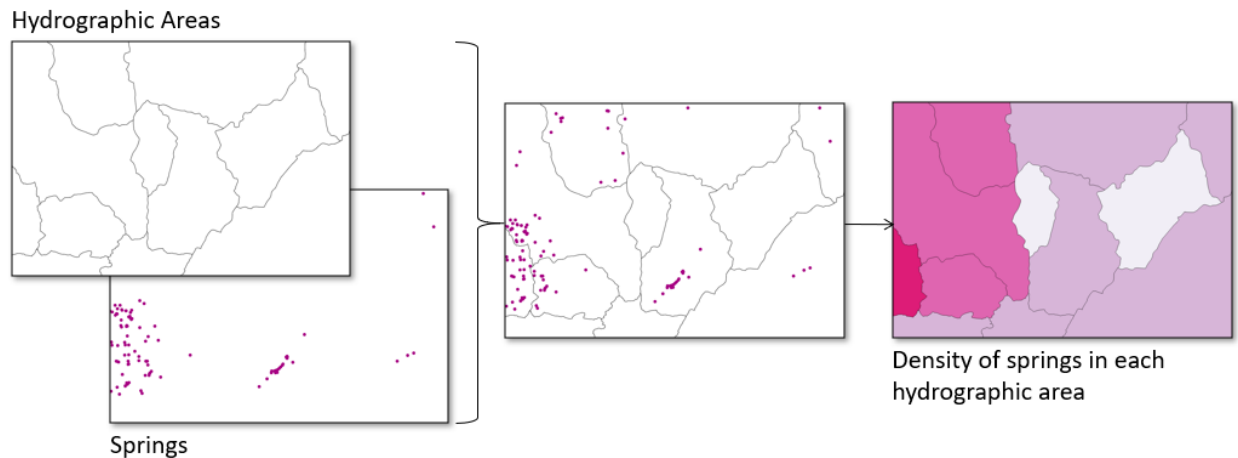 Hydrographic Areas
Springs
Density of springs in each
hydrographic area